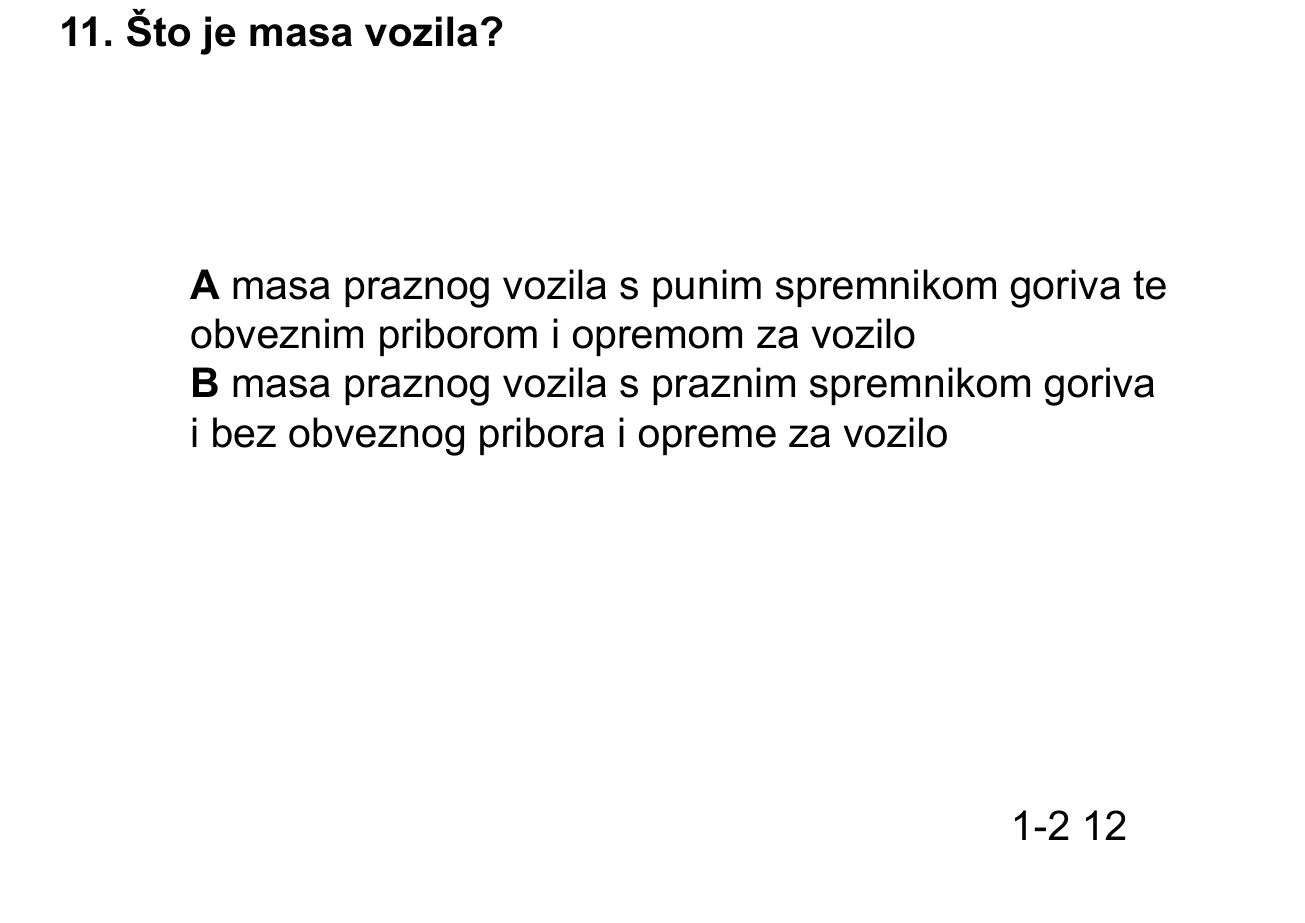 11. Što je masa vozila?
A masa praznog vozila s punim spremnikom goriva te
obveznim priborom i opremom za vozilo
B masa praznog vozila s praznim spremnikom goriva
i bez obveznog pribora i opreme za vozilo
1-2 12